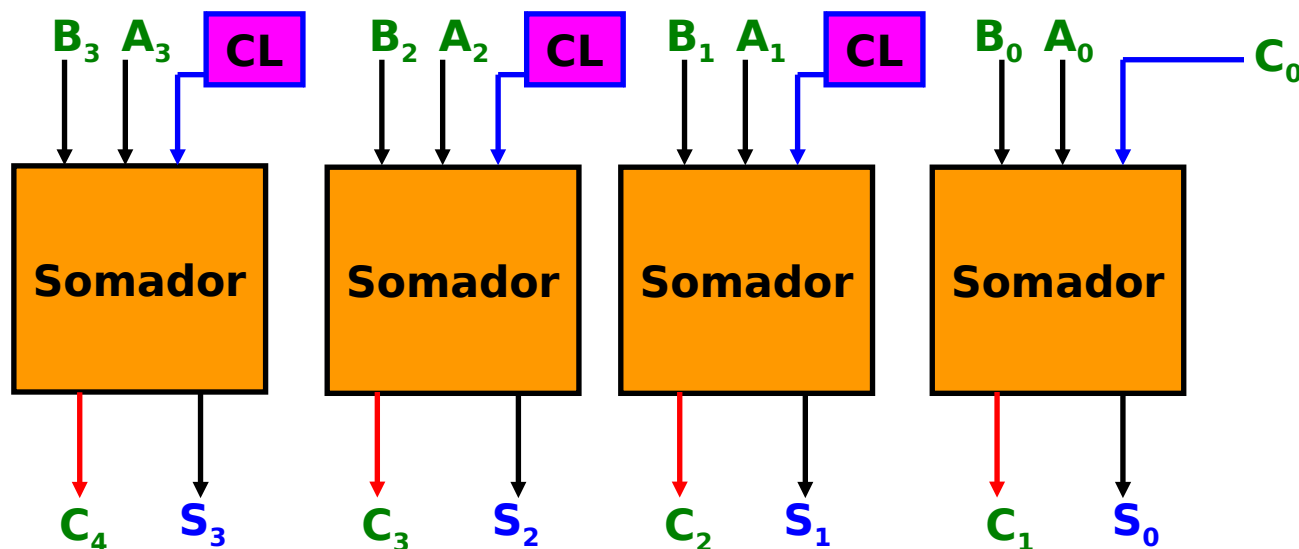 B₃ A₃ CL B₂ A₂ CL B₁ A₁ CL B₀ A₀ C₀
Somador Somador Somador Somador
C₄ S₃ C₃ S₂ C₂ S₁ C₁ S₀